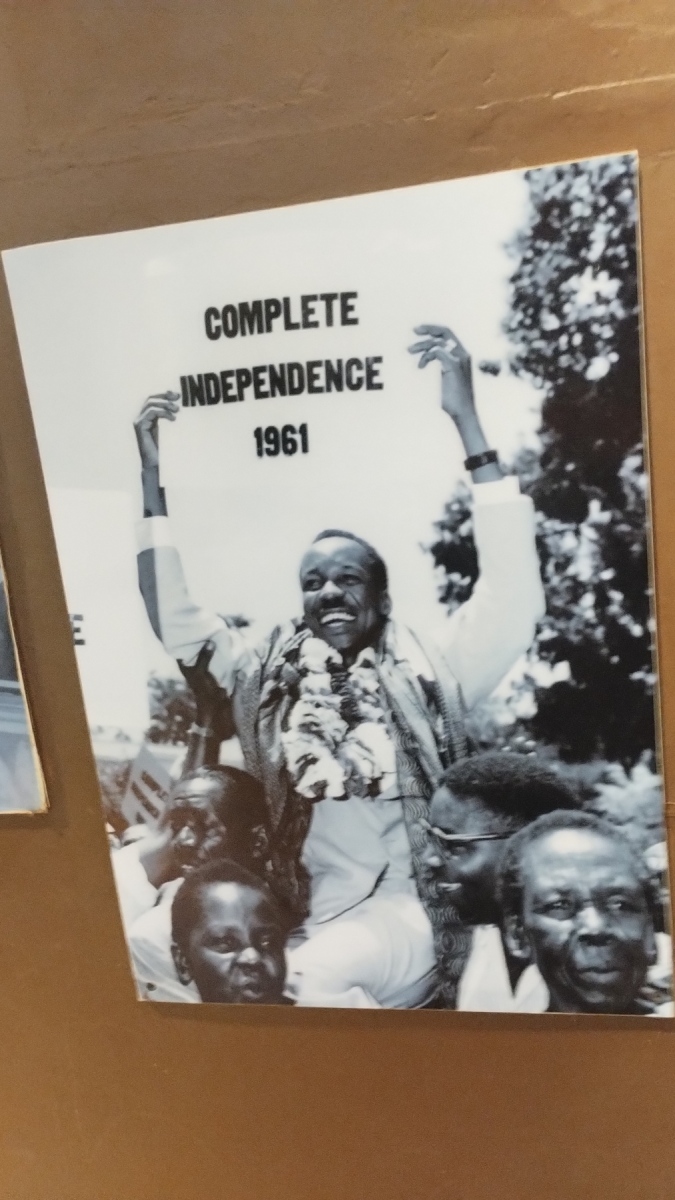 COMPLETE
INDEPENDENCE
1961
E